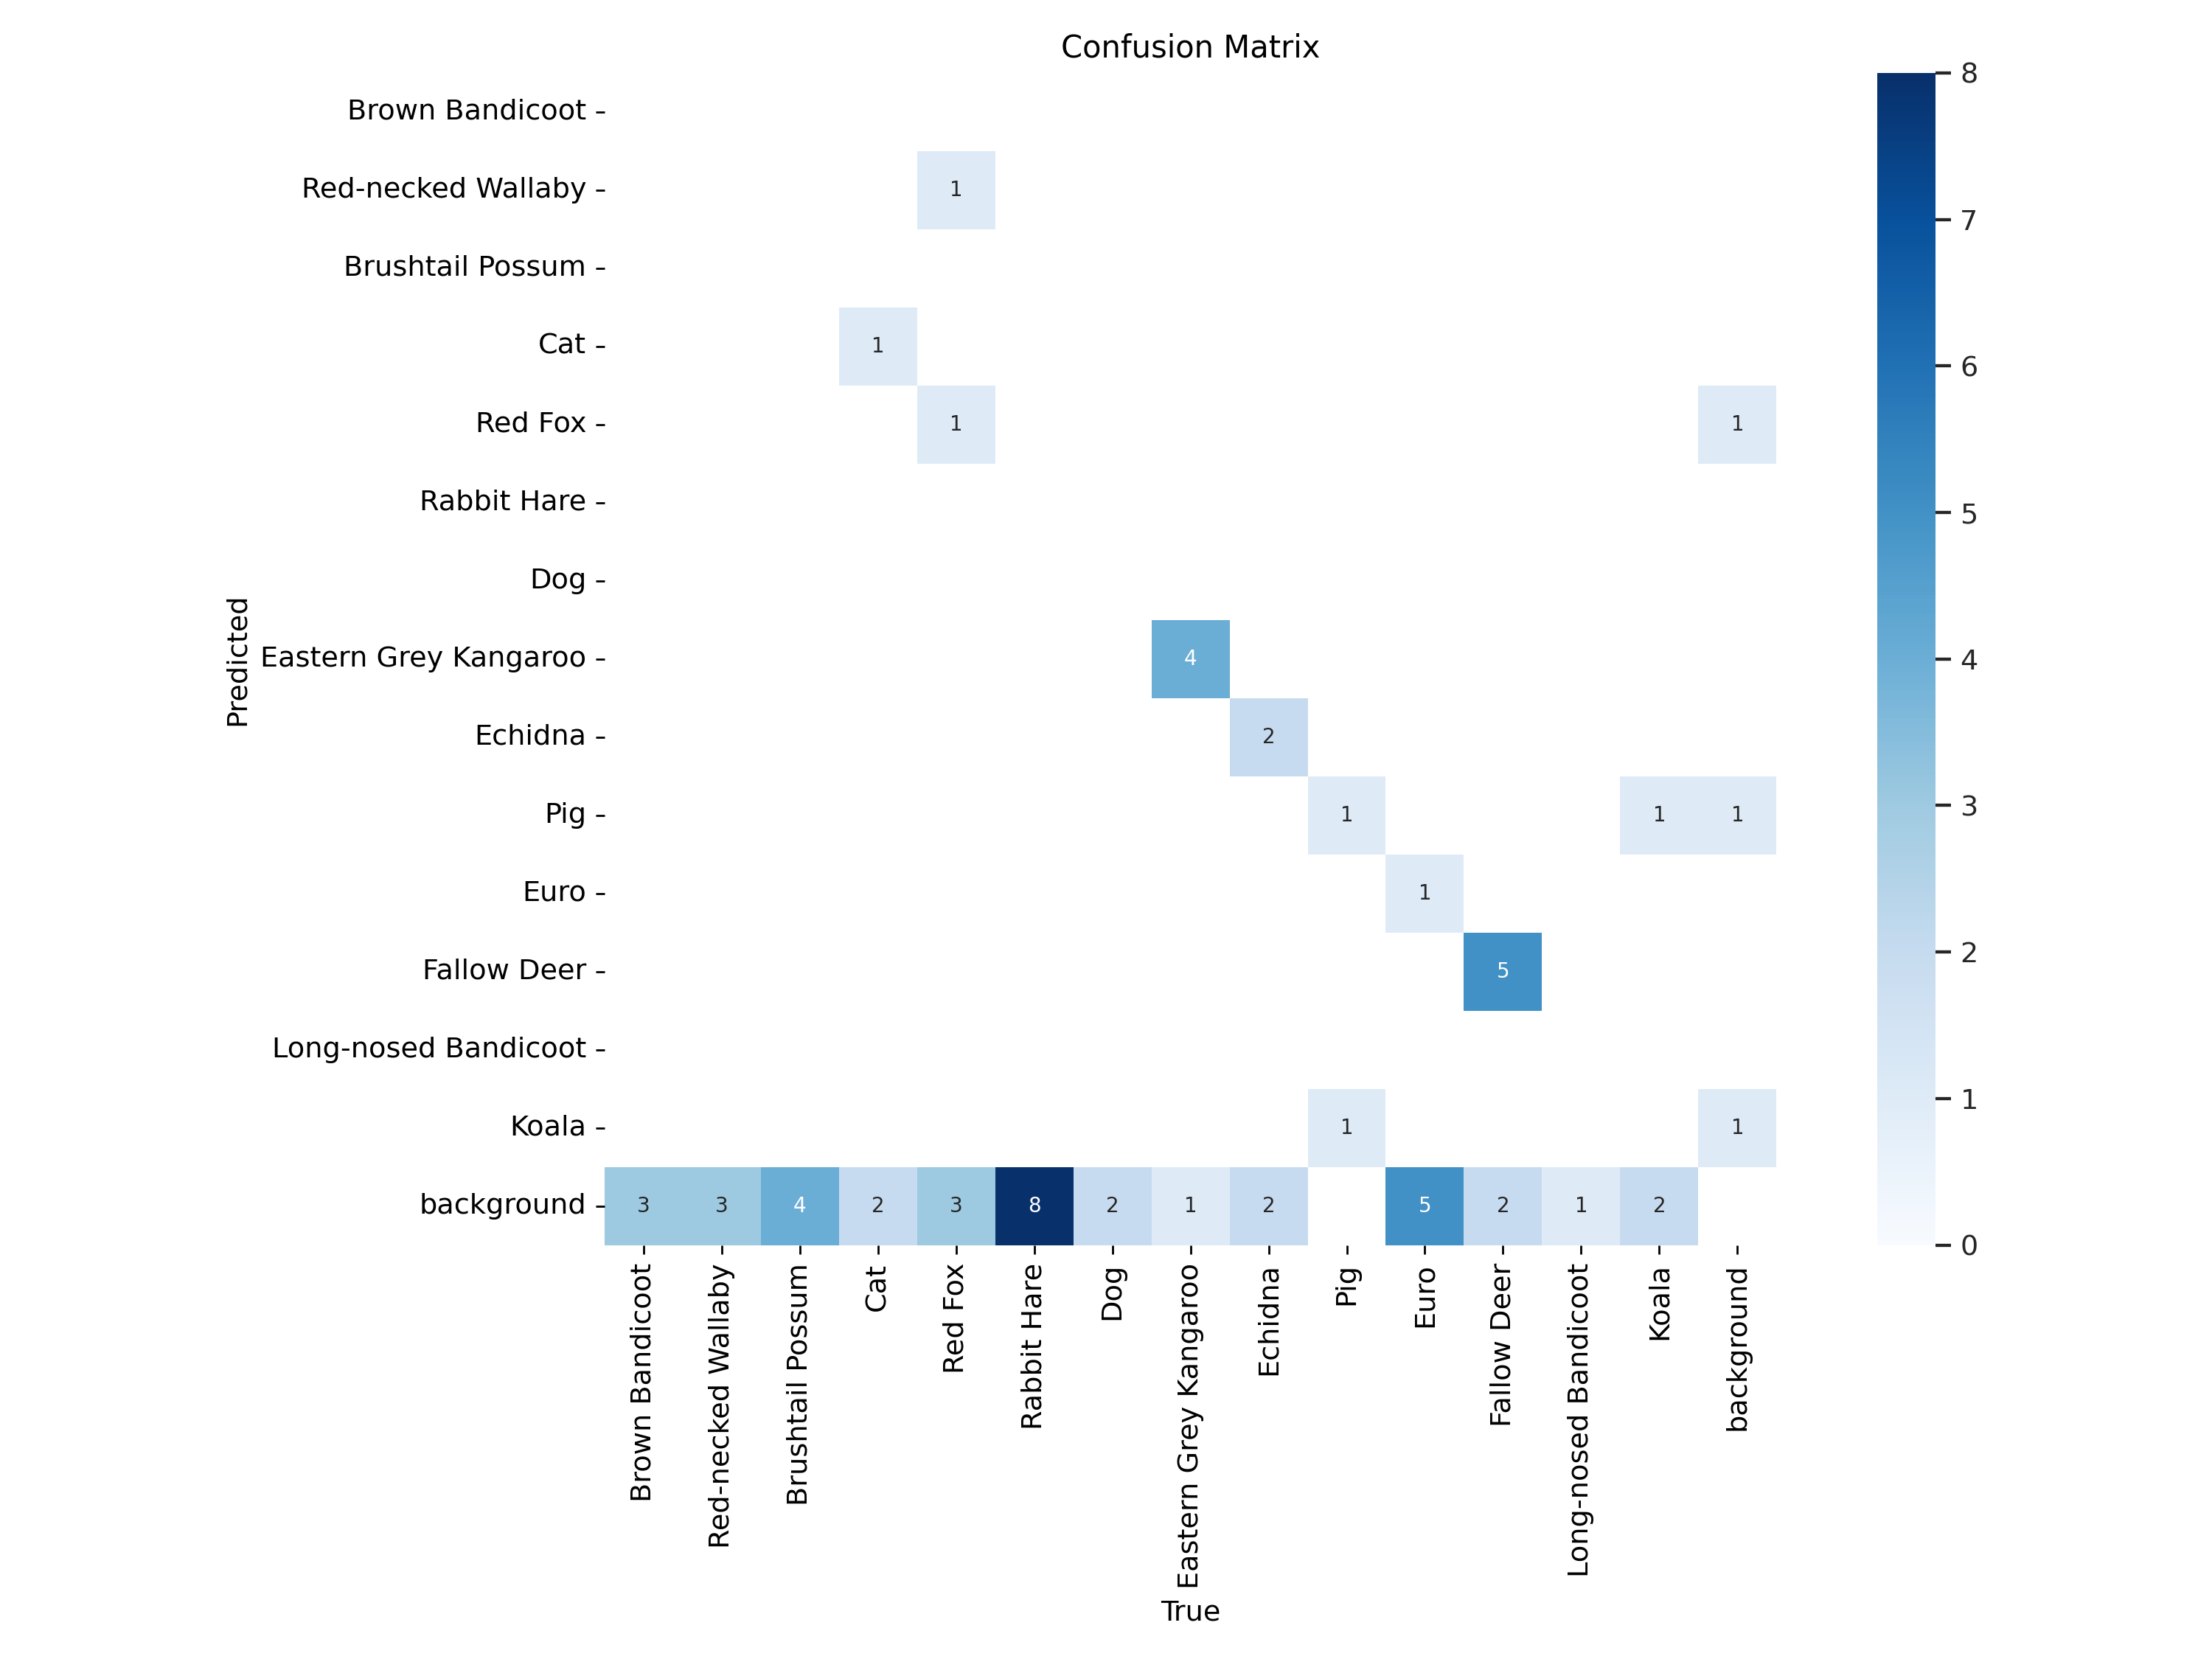 Confusion Matrix
Predicted
Brown Bandicoot
Red-necked Wallaby 1
Brushtail Possum
Cat 1
Red Fox 1 1
Rabbit Hare
Dog
Eastern Grey Kangaroo 4
Echidna 2
Pig 1 1 1
Euro 1
Fallow Deer 5
Long-nosed Bandicoot
Koala 1 1
background 3 3 4 2 3 8 2 1 2 5 2 1 2
Brown Bandicoot
Red-necked Wallaby
Brushtail Possum
Cat
Red Fox
Rabbit Hare
Dog
Eastern Grey Kangaroo
Echidna
Pig
Euro
Fallow Deer
Long-nosed Bandicoot
Koala
background
True
8
7
6
5
4
3
2
1
0